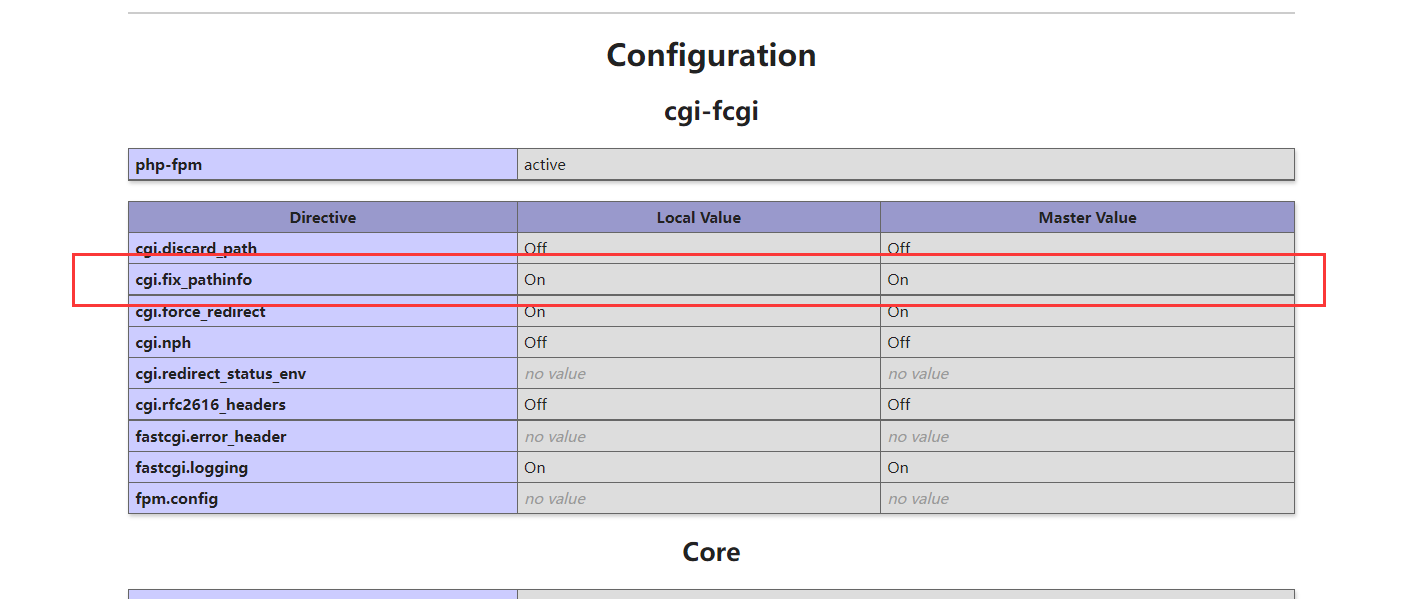 Configuration
cgi-fcgi
php-fpm active
Directive Local Value Master Value
cgi.discard_path Off Off
cgi.fix_pathinfo On On
cgi.force_redirect On On
cgi.nph Off Off
cgi.redirect_status_env no value no value
cgi.rfc2616_headers Off Off
fastcgi.error_header no value no value
fastcgi.logging On On
fpm.config no value no value
Core